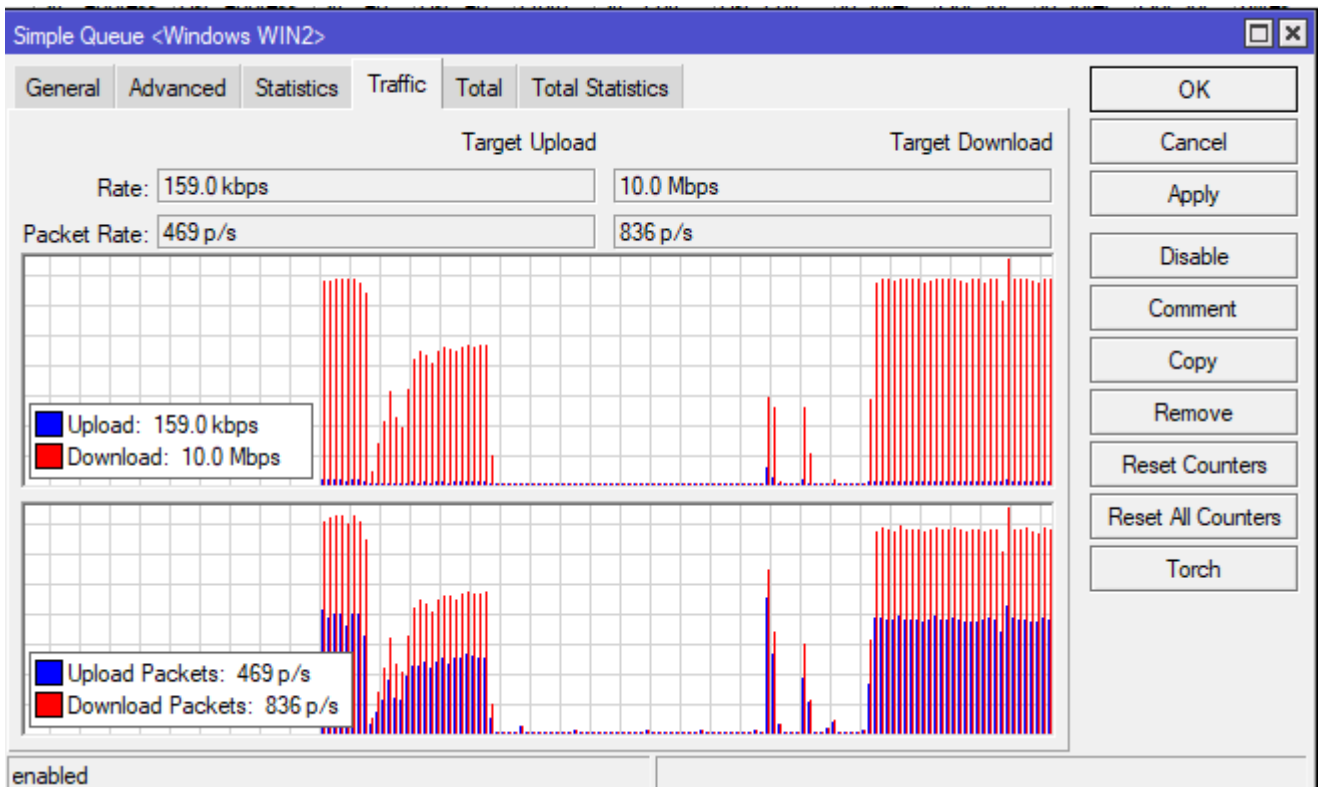 Simple Queue <Windows WIN2>
General Advanced Statistics Traffic Total Total Statistics
Target Upload Target Download
Rate: 159.0 kbps 10.0 Mbps
Packet Rate: 469 p/s 836 p/s
Upload: 159.0 kbps
Download: 10.0 Mbps
Upload Packets: 469 p/s
Download Packets: 836 p/s
OK
Cancel
Apply
Disable
Comment
Copy
Remove
Reset Counters
Reset All Counters
Torch
enabled